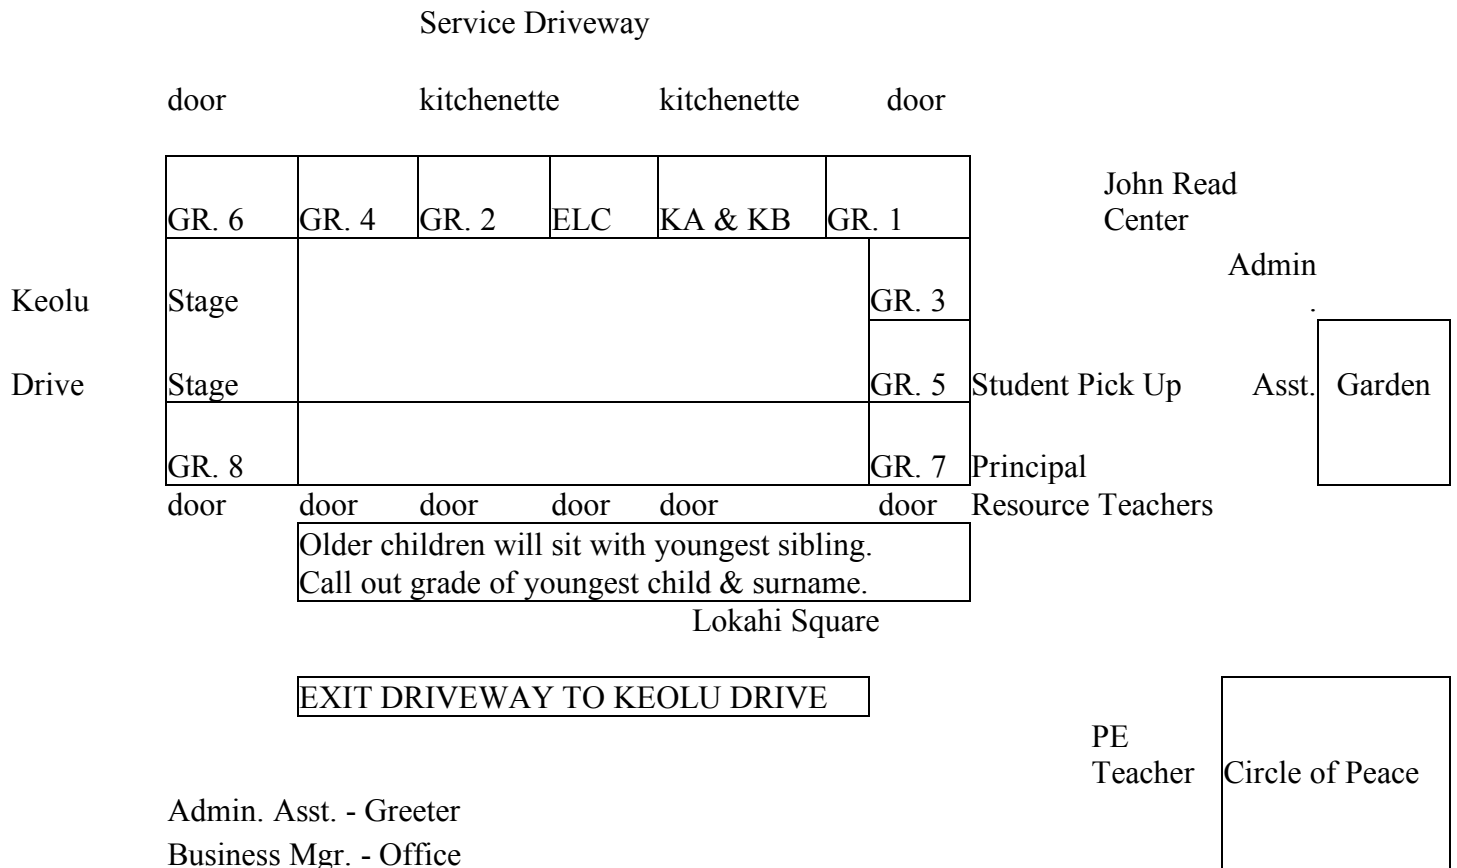 Service Driveway
door kitchenette kitchenette door
John Read
GR. 6 GR. 4 GR. 2 ELC KA & KB GR. 1 Center
Admin
Keolu Stage GR. 3 .
Drive Stage GR. 5 Student Pick Up Asst. Garden
GR. 8 GR. 7 Principal
door door door door door door Resource Teachers
Older children will sit with youngest sibling.
Call out grade of youngest child & surname.
Lokahi Square
EXIT DRIVEWAY TO KEOLU DRIVE
PE
Teacher Circle of Peace
Admin. Asst. - Greeter
Business Mgr. - Office